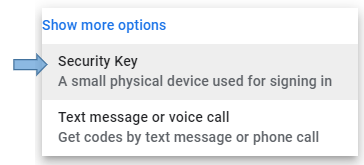 Show more options
Security Key
A small physical device used for signing in
Text message or voice call
Get codes by text message or phone call